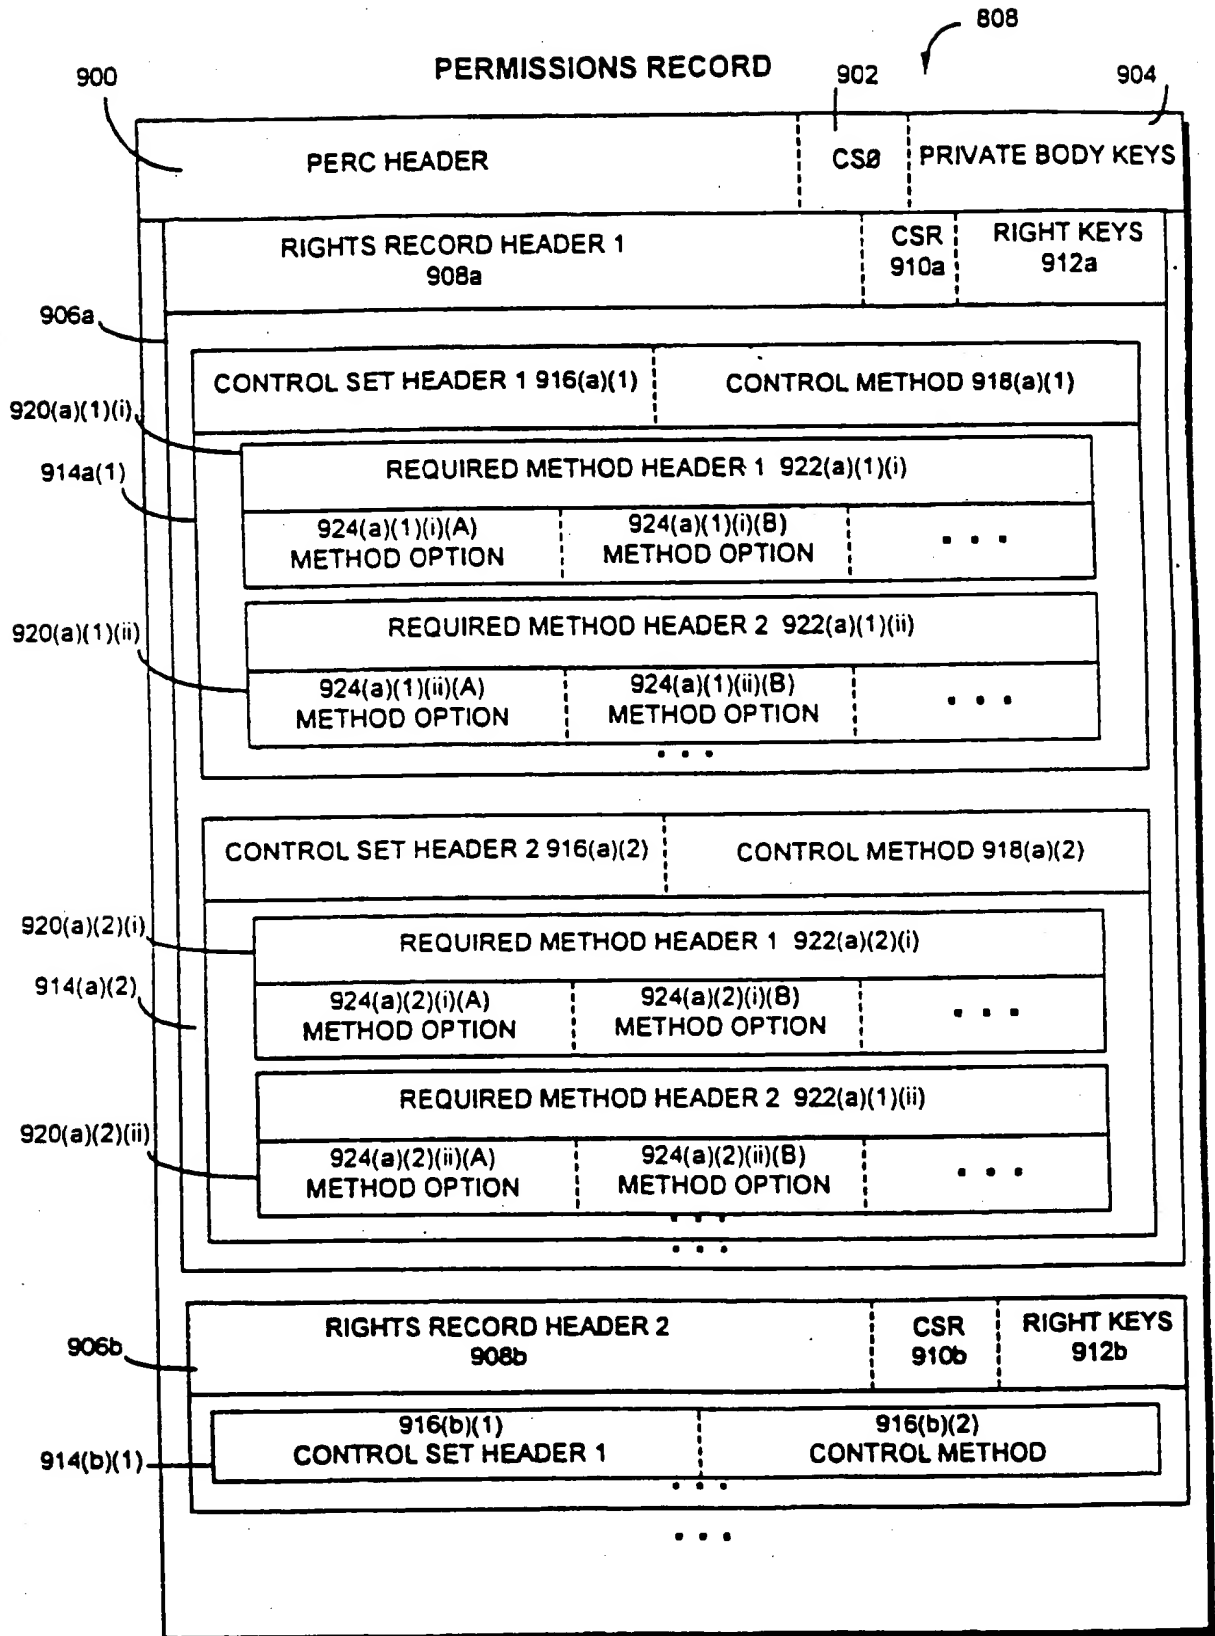 808
PERMISSIONS RECORD
900
902
904
PERC HEADER
CSØ
PRIVATE BODY KEYS
RIGHTS RECORD HEADER 1
908a
CSR
910a
RIGHT KEYS
912a
906a
CONTROL SET HEADER 1 916(a)(1)
CONTROL METHOD 918(a)(1)
920(a)(1)(i)
REQUIRED METHOD HEADER 1 922(a)(1)(i)
914a(1)
924(a)(1)(i)(A)
METHOD OPTION
924(a)(1)(i)(B)
METHOD OPTION
...
920(a)(1)(ii)
REQUIRED METHOD HEADER 2 922(a)(1)(ii)
924(a)(1)(ii)(A)
METHOD OPTION
924(a)(1)(ii)(B)
METHOD OPTION
...
...
CONTROL SET HEADER 2 916(a)(2)
CONTROL METHOD 918(a)(2)
920(a)(2)(i)
REQUIRED METHOD HEADER 1 922(a)(2)(i)
914(a)(2)
924(a)(2)(i)(A)
METHOD OPTION
924(a)(2)(i)(B)
METHOD OPTION
...
REQUIRED METHOD HEADER 2 922(a)(1)(ii)
920(a)(2)(ii)
924(a)(2)(ii)(A)
METHOD OPTION
924(a)(2)(ii)(B)
METHOD OPTION
...
...
...
906b
RIGHTS RECORD HEADER 2
908b
CSR
910b
RIGHT KEYS
912b
914(b)(1)
916(b)(1)
CONTROL SET HEADER 1
916(b)(2)
CONTROL METHOD
...
...